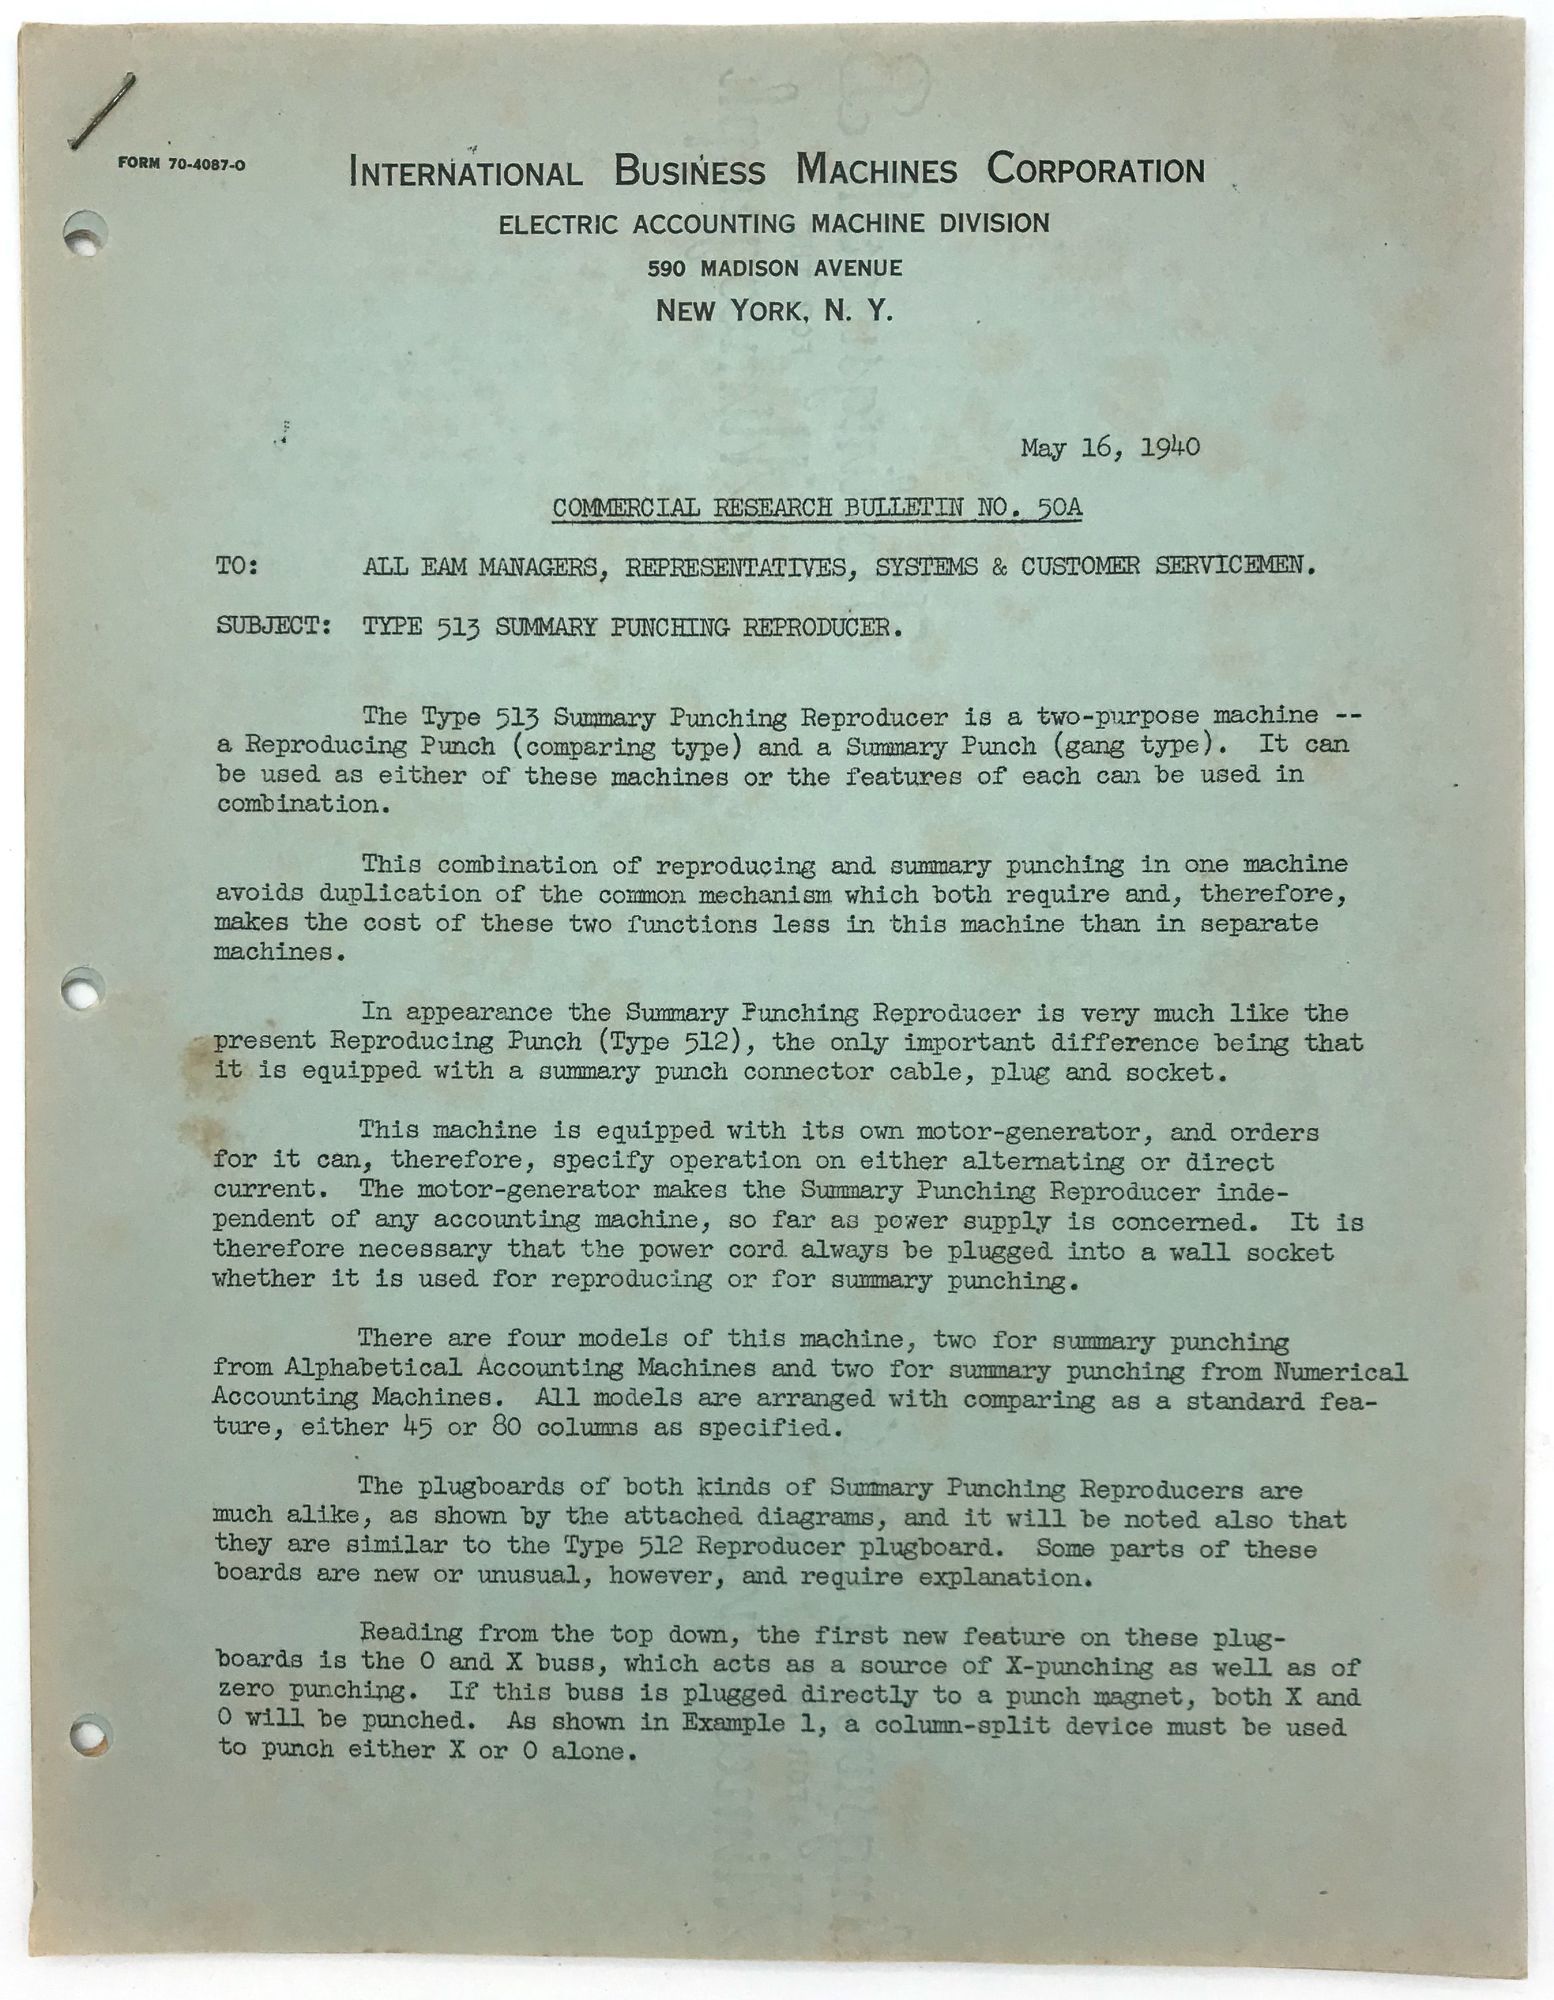 FORM 70-4087-O
INTERNATIONAL BUSINESS MACHINES CORPORATION
ELECTRIC ACCOUNTING MACHINE DIVISION
590 MADISON AVENUE
NEW YORK, N. Y.
May 16, 1940
COMMERCIAL RESEARCH BULLETIN NO. 50A
TO: ALL EAM MANAGERS, REPRESENTATIVES, SYSTEMS & CUSTOMER SERVICEMEN.
SUBJECT: TYPE 513 SUMMARY PUNCHING REPRODUCER.
The Type 513 Summary Punching Reproducer is a two-purpose machine --
a Reproducing Punch (comparing type) and a Summary Punch (gang type). It can
be used as either of these machines or the features of each can be used in
combination.
This combination of reproducing and summary punching in one machine
avoids duplication of the common mechanism which both require and, therefore,
makes the cost of these two functions less in this machine than in separate
machines.
In appearance the Summary Punching Reproducer is very much like the
present Reproducing Punch (Type 512), the only important difference being that
it is equipped with a summary punch connector cable, plug and socket.
This machine is equipped with its own motor-generator, and orders
for it can, therefore, specify operation on either alternating or direct
current. The motor-generator makes the Summary Punching Reproducer inde-
pendent of any accounting machine, so far as power supply is concerned. It is
therefore necessary that the power cord always be plugged into a wall socket
whether it is used for reproducing or for summary punching.
There are four models of this machine, two for summary punching
from Alphabetical Accounting Machines and two for summary punching from Numerical
Accounting Machines. All models are arranged with comparing as a standard fea-
ture, either 45 or 80 columns as specified.
The plugboards of both kinds of Summary Punching Reproducers are
much alike, as shown by the attached diagrams, and it will be noted also that
they are similar to the Type 512 Reproducer plugboard. Some parts of these
boards are new or unusual, however, and require explanation.
Reading from the top down, the first new feature on these plug-
boards is the O and X buss, which acts as a source of X-punching as well as of
zero punching. If this buss is plugged directly to a punch magnet, both X and
O will be punched. As shown in Example 1, a column-split device must be used
to punch either X or O alone.